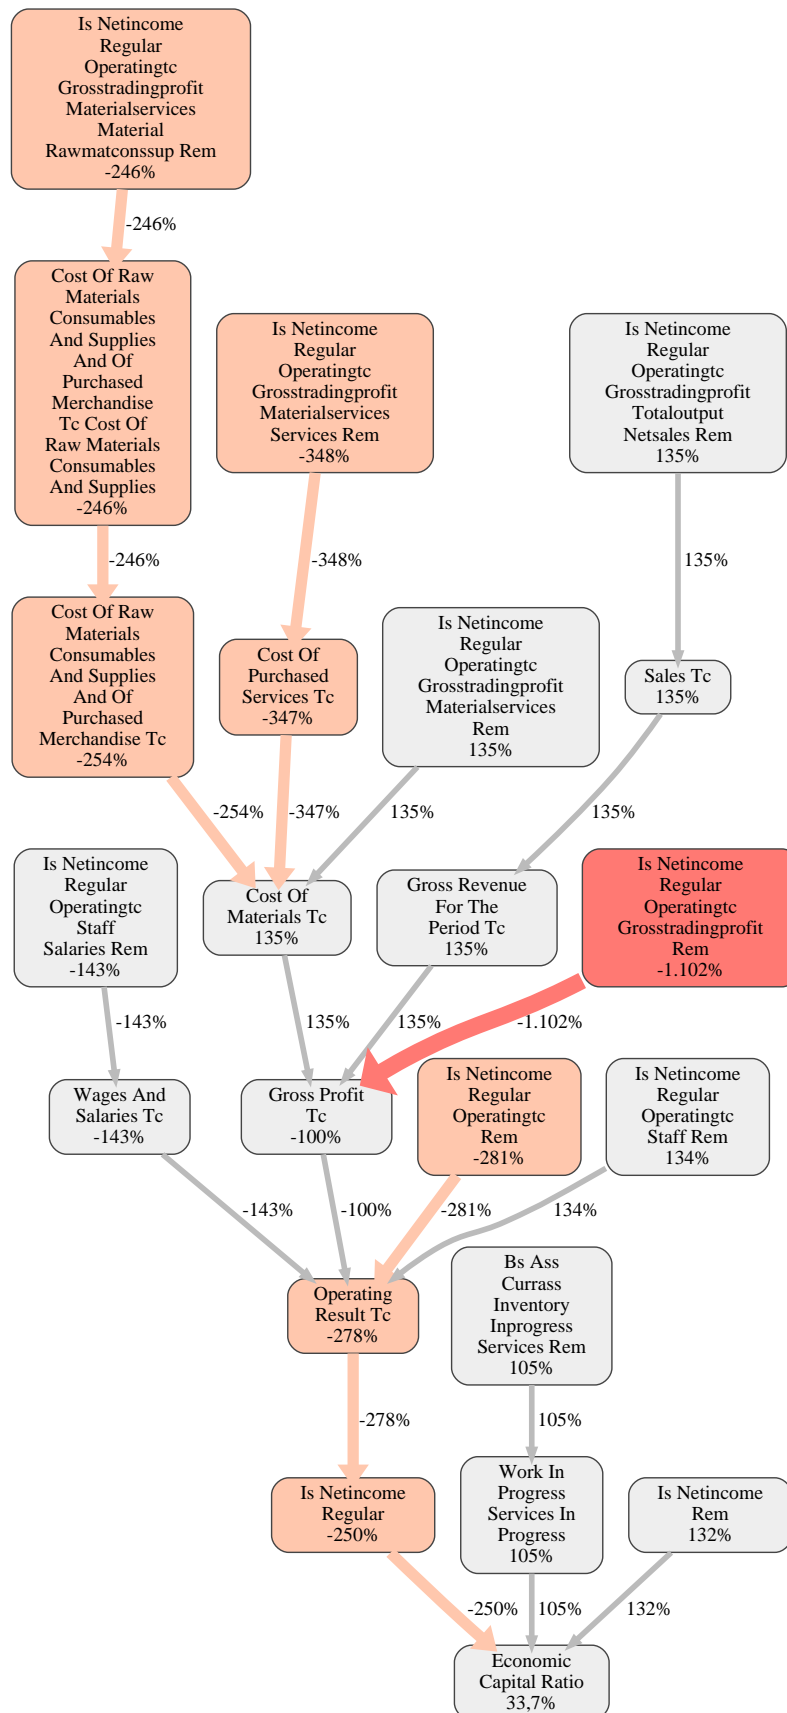 Is Netincome
Regular
Operatingtc
Grosstradingprofit
Materialservices
Material
Rawmatconssup Rem
-246%
-246%
Cost Of Raw
Materials
Consumables
And Supplies
And Of
Purchased
Merchandise
Tc Cost Of
Raw Materials
Consumables
And Supplies
-246%
Is Netincome
Regular
Operatingtc
Grosstradingprofit
Materialservices
Services Rem
-348%
Is Netincome
Regular
Operatingtc
Grosstradingprofit
Totaloutput
Netsales Rem
135%
-246%
-348%
135%
Cost Of Raw
Materials
Consumables
And Supplies
And Of
Purchased
Merchandise Tc
-254%
Cost Of
Purchased
Services Tc
-347%
Is Netincome
Regular
Operatingtc
Grosstradingprofit
Materialservices
Rem
135%
Sales Tc
135%
-254%
-347%
135%
135%
Is Netincome
Regular
Operatingtc
Staff
Salaries Rem
-143%
Cost Of
Materials Tc
135%
Gross Revenue
For The
Period Tc
135%
Is Netincome
Regular
Operatingtc
Grosstradingprofit
Rem
-1.102%
-143%
135%
135%
-1.102%
Wages And
Salaries Tc
-143%
Gross Profit
Tc
-100%
Is Netincome
Regular
Operatingtc
Rem
-281%
Is Netincome
Regular
Operatingtc
Staff Rem
134%
-143%
-100%
-281%
134%
Operating
Result Tc
-278%
Bs Ass
Currass
Inventory
Inprogress
Services Rem
105%
-278%
105%
Is Netincome
Regular
-250%
Work In
Progress
Services In
Progress
105%
Is Netincome
Rem
132%
-250%
105%
132%
Economic
Capital Ratio
33,7%